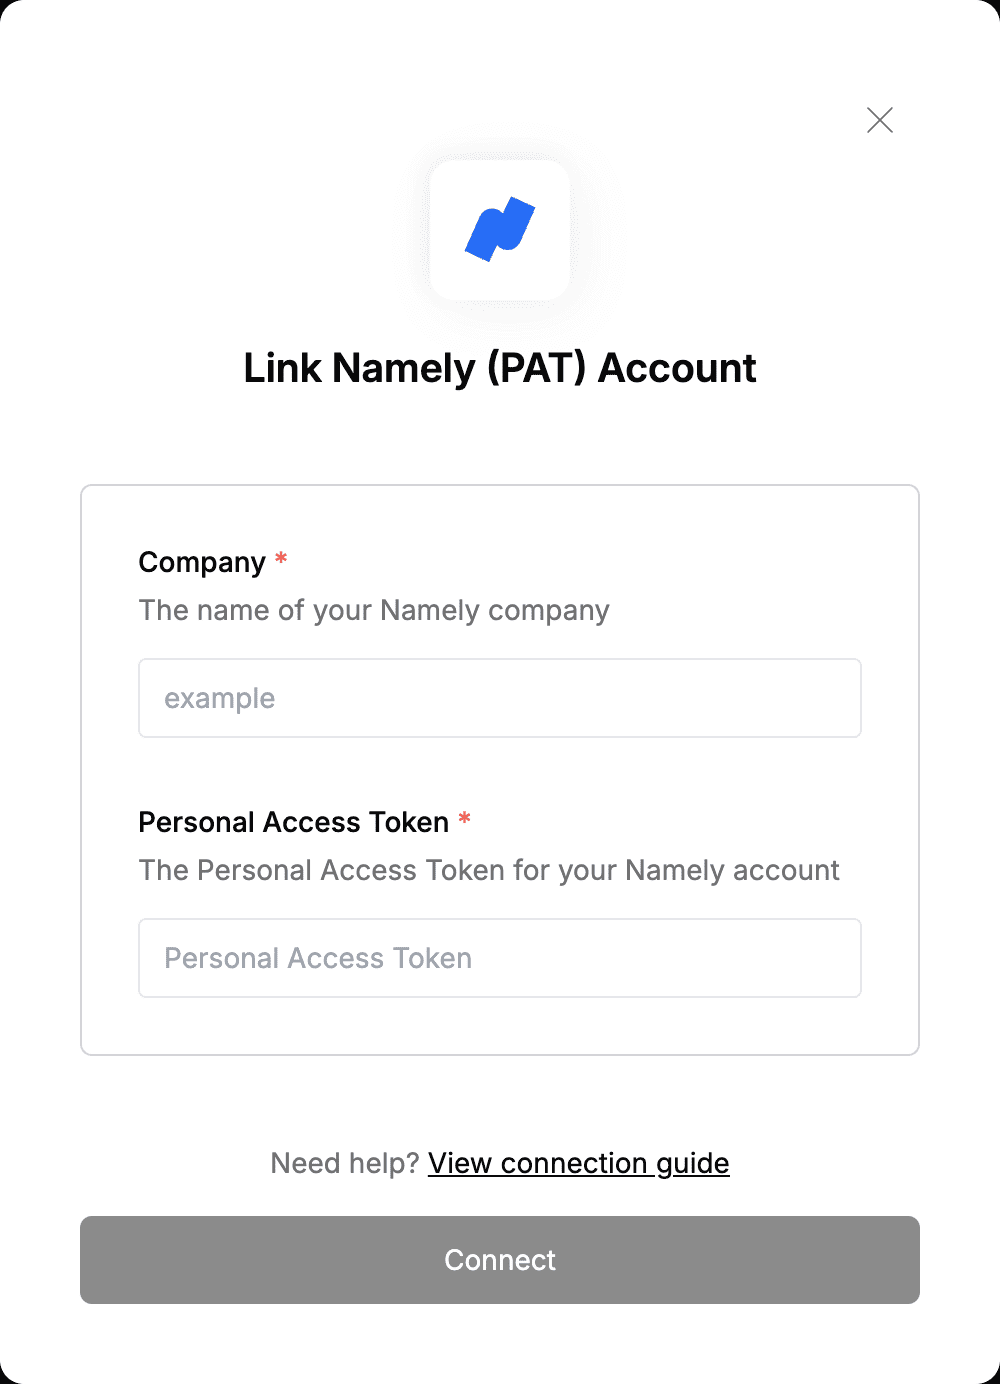 Link Namely (PAT) Account
Company *
The name of your Namely company
example
Personal Access Token *
The Personal Access Token for your Namely account
Personal Access Token
Need help? View connection guide
Connect